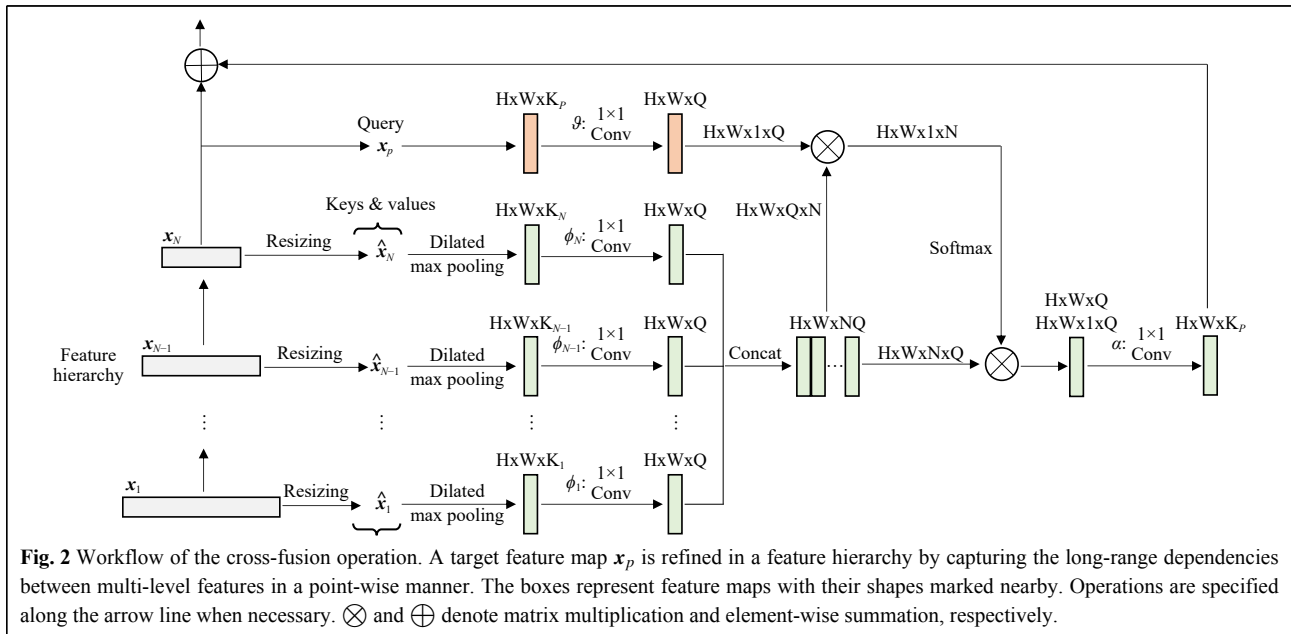 HxWxK_P
ϑ: 1×1 Conv
HxWxQ
Query
x_p
HxWx1xQ
HxWx1xN
Keys & values
HxWxQxN
x_N
Resizing
x̂_N
Dilated
max pooling
HxWxK_N
ϕ_N: 1×1 Conv
HxWxQ
Softmax
Feature
hierarchy
x_{N−1}
Resizing
x̂_{N−1}
Dilated
max pooling
HxWxK_{N−1}
ϕ_{N−1}: 1×1 Conv
HxWxQ
Concat
HxWxNQ
...
HxWxNxQ
HxWxQ
HxWx1xQ
α: 1×1 Conv
HxWxK_P
⋮ ⋮ ⋮ ⋮
x_1
Resizing
x̂_1
Dilated
max pooling
HxWxK_1
ϕ_1: 1×1 Conv
HxWxQ
Fig. 2 Workflow of the cross-fusion operation. A target feature map x_p is refined in a feature hierarchy by capturing the long-range dependencies
between multi-level features in a point-wise manner. The boxes represent feature maps with their shapes marked nearby. Operations are specified
along the arrow line when necessary. ⊗ and ⊕ denote matrix multiplication and element-wise summation, respectively.